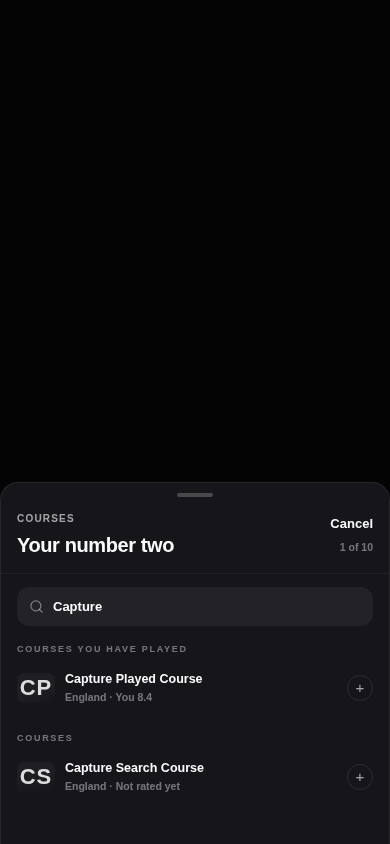 COURSES
Cancel
Your number two
1 of 10
Capture
COURSES YOU HAVE PLAYED
CP
Capture Played Course
England · You 8.4
+
COURSES
CS
Capture Search Course
England · Not rated yet
+